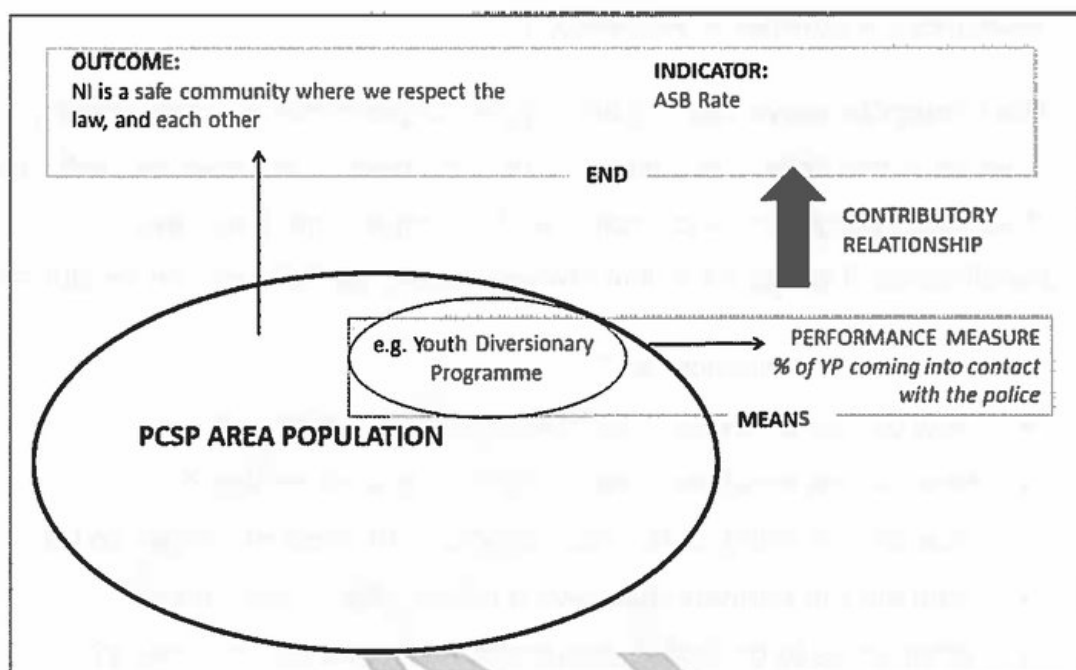 OUTCOME:
NI is a safe community where we respect the
law, and each other
INDICATOR:
ASB Rate
END
CONTRIBUTORY
RELATIONSHIP
e.g. Youth Diversionary
Programme
PERFORMANCE MEASURE
% of YP coming into contact
with the police
MEANS
PCSP AREA POPULATION